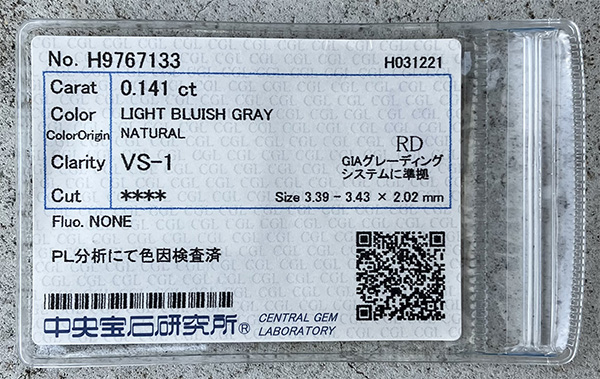 No. H9767133 H031221
Carat 0.141 ct
Color LIGHT BLUISH GRAY
ColorOrigin NATURAL
Clarity VS-1
RD
GIAグレーディング
システムに準拠
Cut **** Size 3.39 - 3.43 × 2.02 mm
Fluo. NONE
PL分析にて色因検査済
中央宝石研究所® CENTRAL GEM
LABORATORY